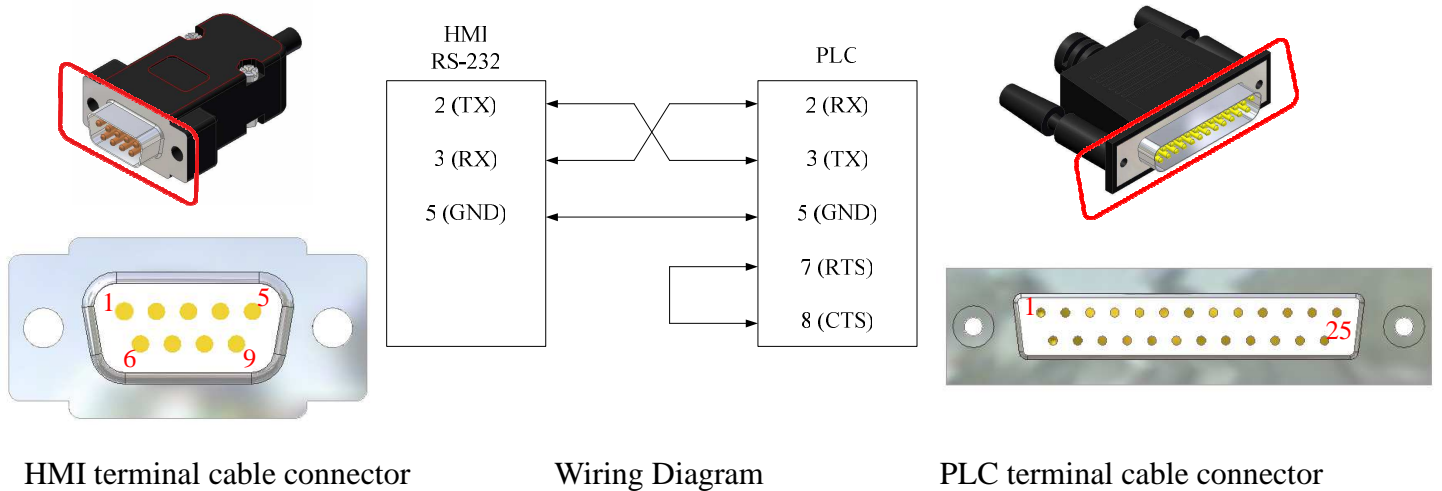 HMI
RS-232
PLC
2 (TX)
2 (RX)
3 (RX)
3 (TX)
5 (GND)
5 (GND)
7 (RTS)
8 (CTS)
1
5
6
9
1
25
HMI terminal cable connector
Wiring Diagram
PLC terminal cable connector